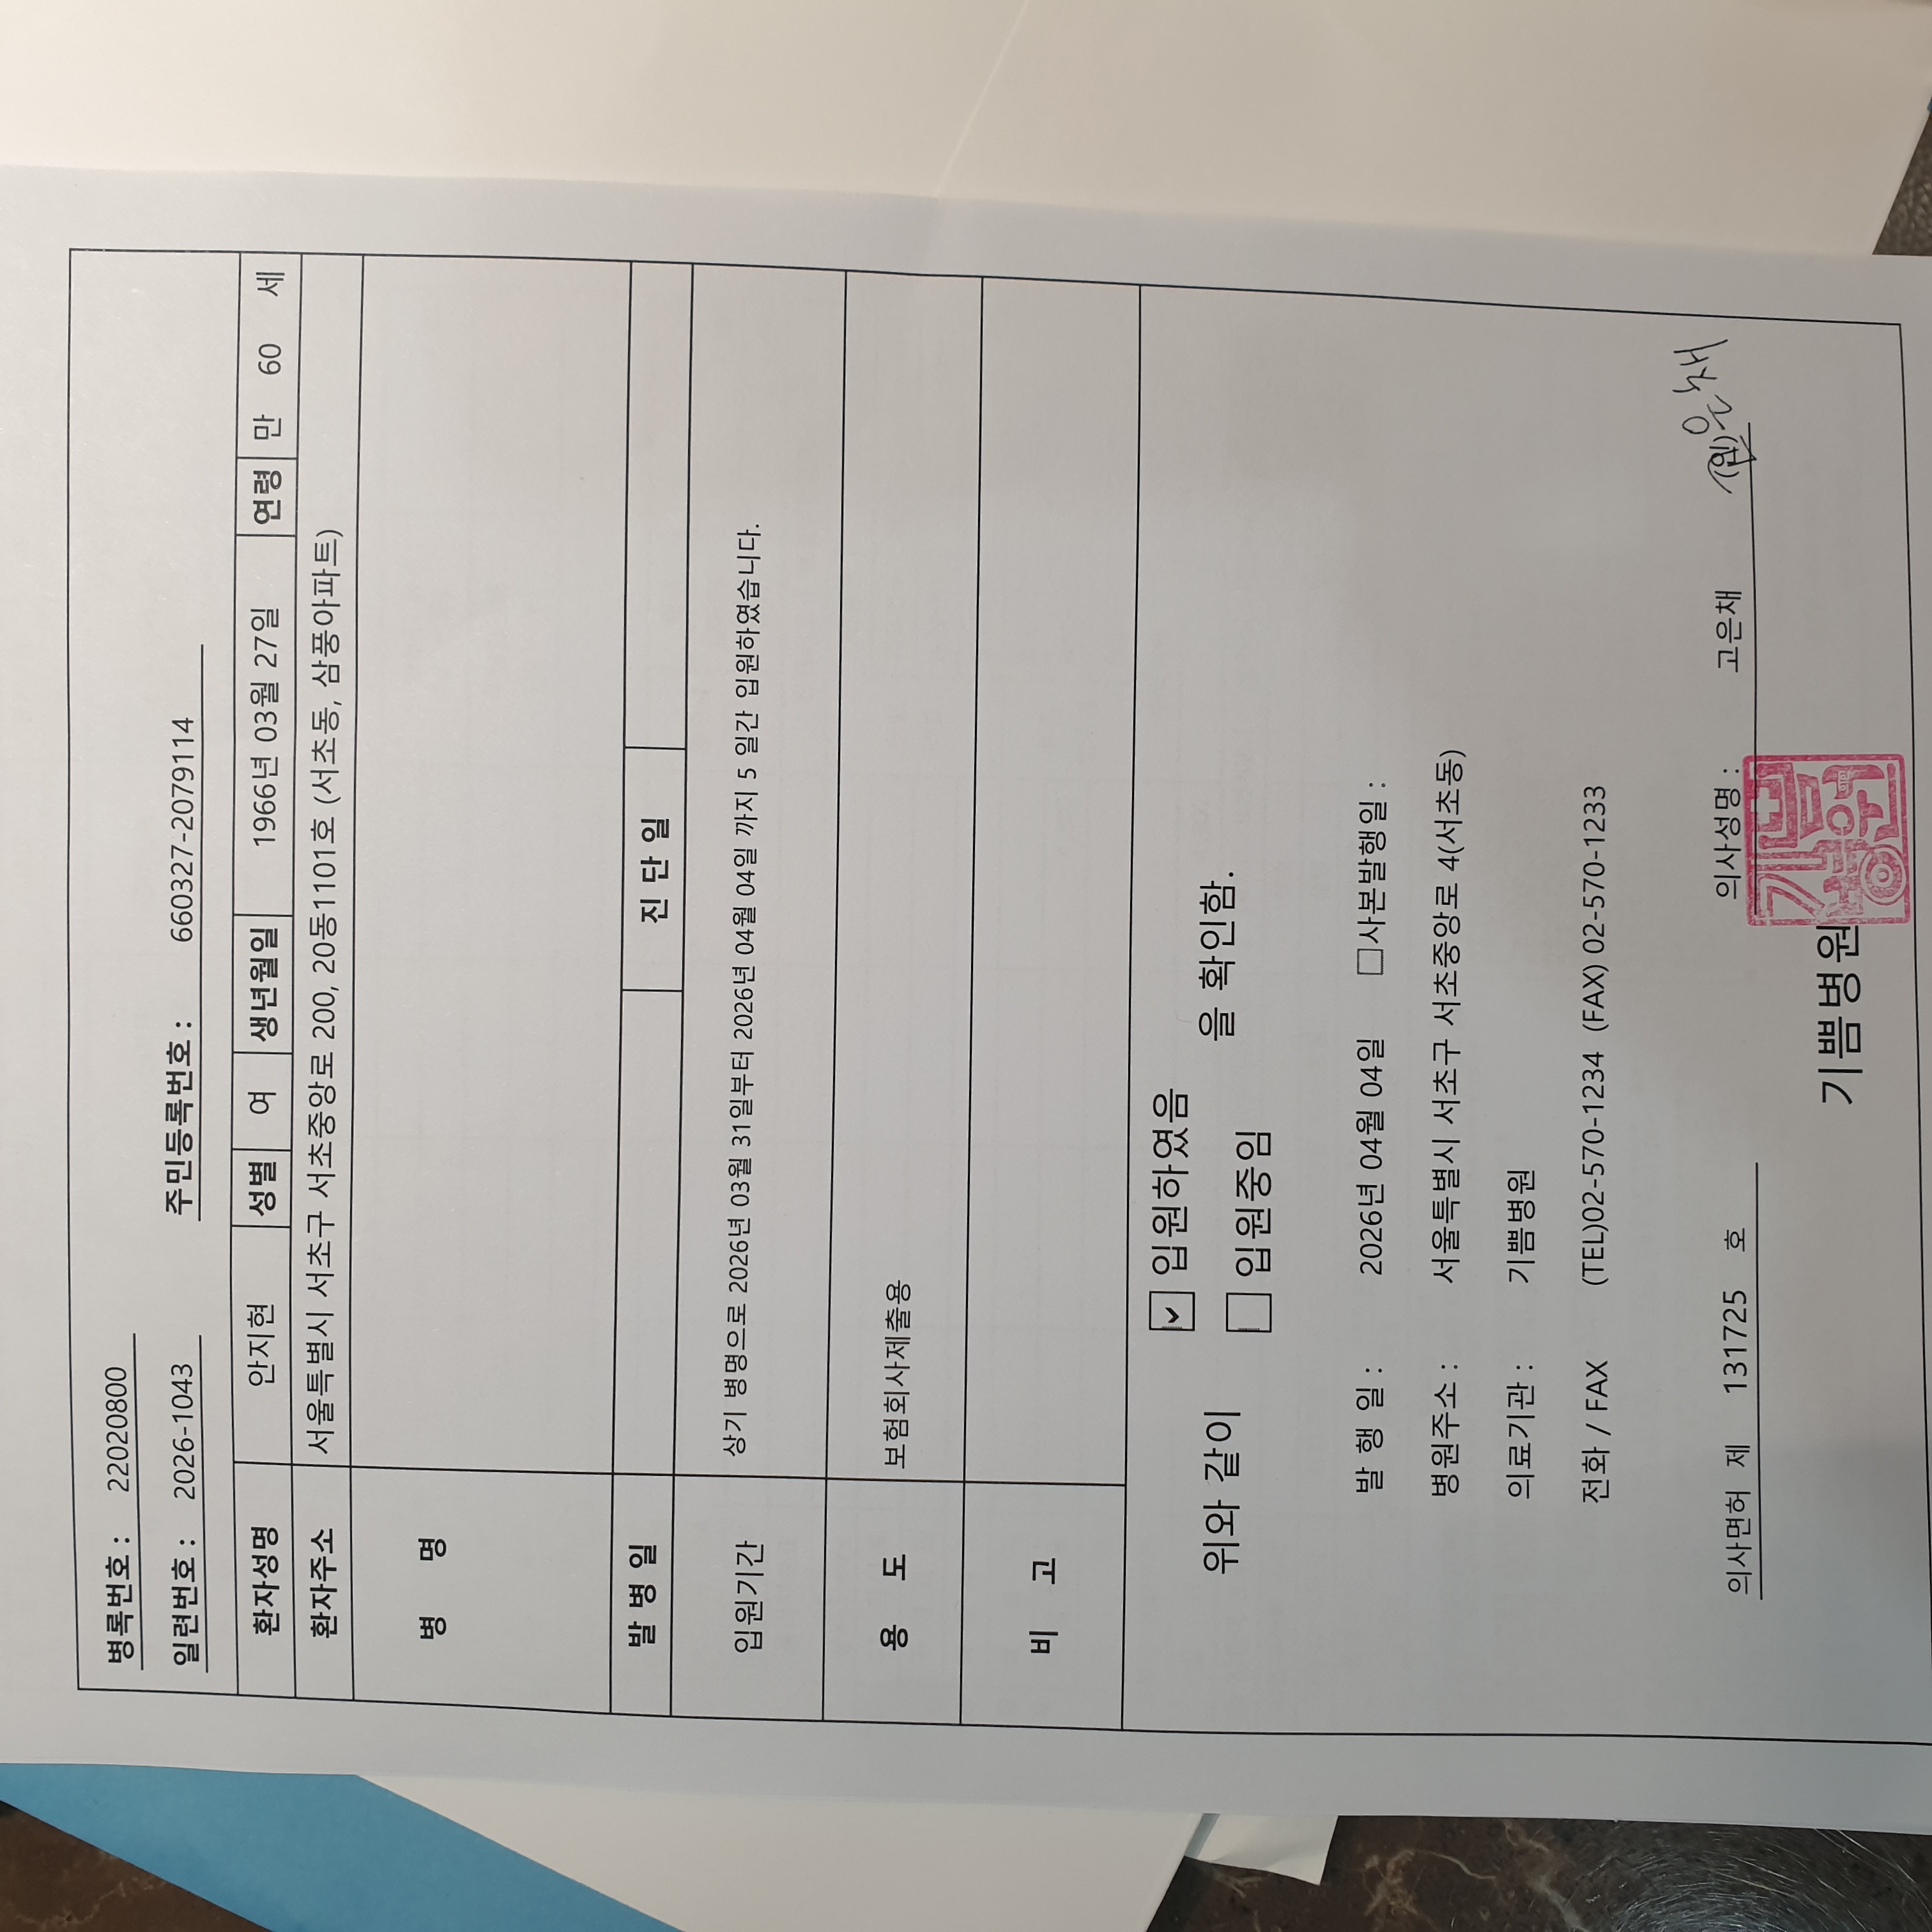 병록번호 : 22020800
일련번호 : 2026-1043 주민등록번호 : 660327-2079114
환자성명 안지현 성별 여 생년월일 1966년 03월 27일 연령 만 60 세
환자주소 서울특별시 서초구 서초중앙로 200, 20동1101호 (서초동, 삼풍아파트)
병 명
발 병 일 진 단 일
입원기간 상기 병명으로 2026년 03월 31일부터 2026년 04월 04일 까지 5 일간 입원하였습니다.
용 도 보험회사제출용
비 고
위와 같이 ☑ 입원하였음 을 확인함.
☐ 입원중임
발 행 일 : 2026년 04월 04일 □사본발행일 :
병원주소 : 서울특별시 서초구 서초중앙로 4(서초동)
의료기관 : 기쁨병원
전화 / FAX (TEL)02-570-1234 (FAX) 02-570-1233
의사면허 제 131725 호 의사성명 : 고은채 (인) 은채
기쁨병원
기쁨병원